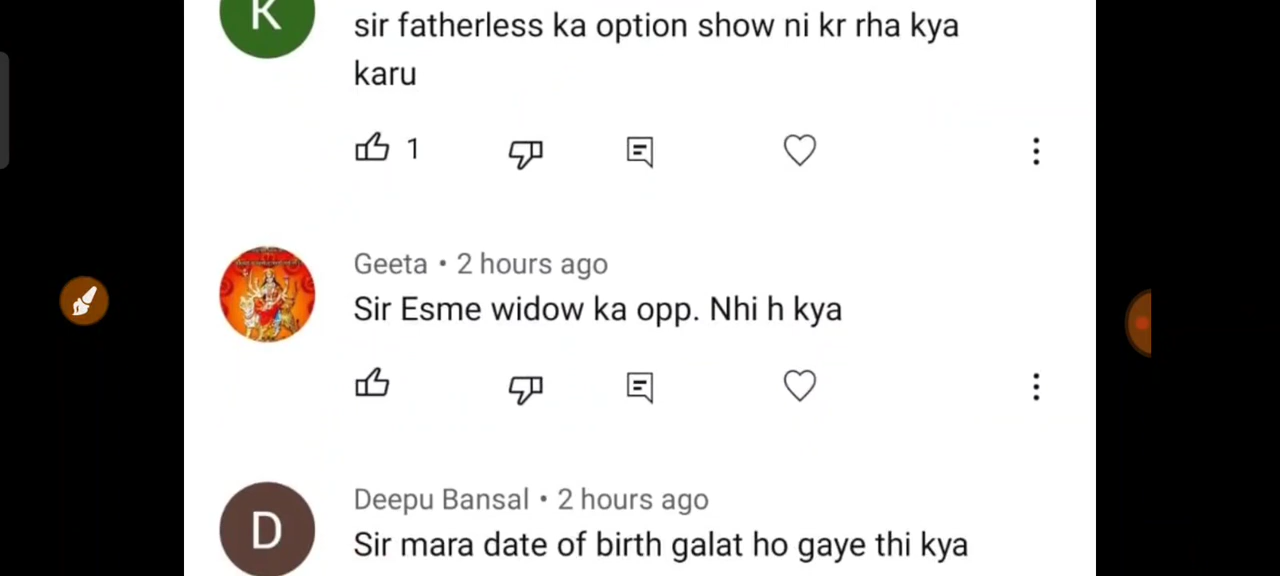 K
sir fatherless ka option show ni kr rha kya
karu
1
Geeta • 2 hours ago
Sir Esme widow ka opp. Nhi h kya
D
Deepu Bansal • 2 hours ago
Sir mara date of birth galat ho gaye thi kya